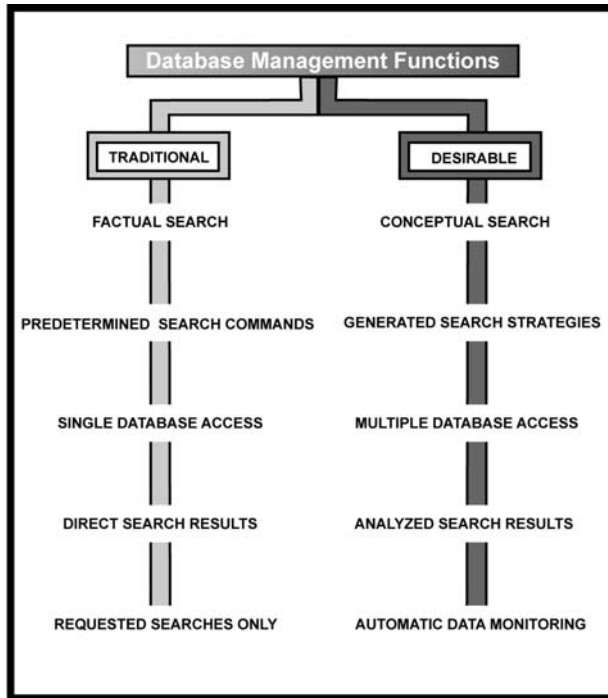 Database Management Functions
TRADITIONAL
FACTUAL SEARCH
PREDETERMINED SEARCH COMMANDS
SINGLE DATABASE ACCESS
DIRECT SEARCH RESULTS
REQUESTED SEARCHES ONLY
DESIRABLE
CONCEPTUAL SEARCH
GENERATED SEARCH STRATEGIES
MULTIPLE DATABASE ACCESS
ANALYZED SEARCH RESULTS
AUTOMATIC DATA MONITORING